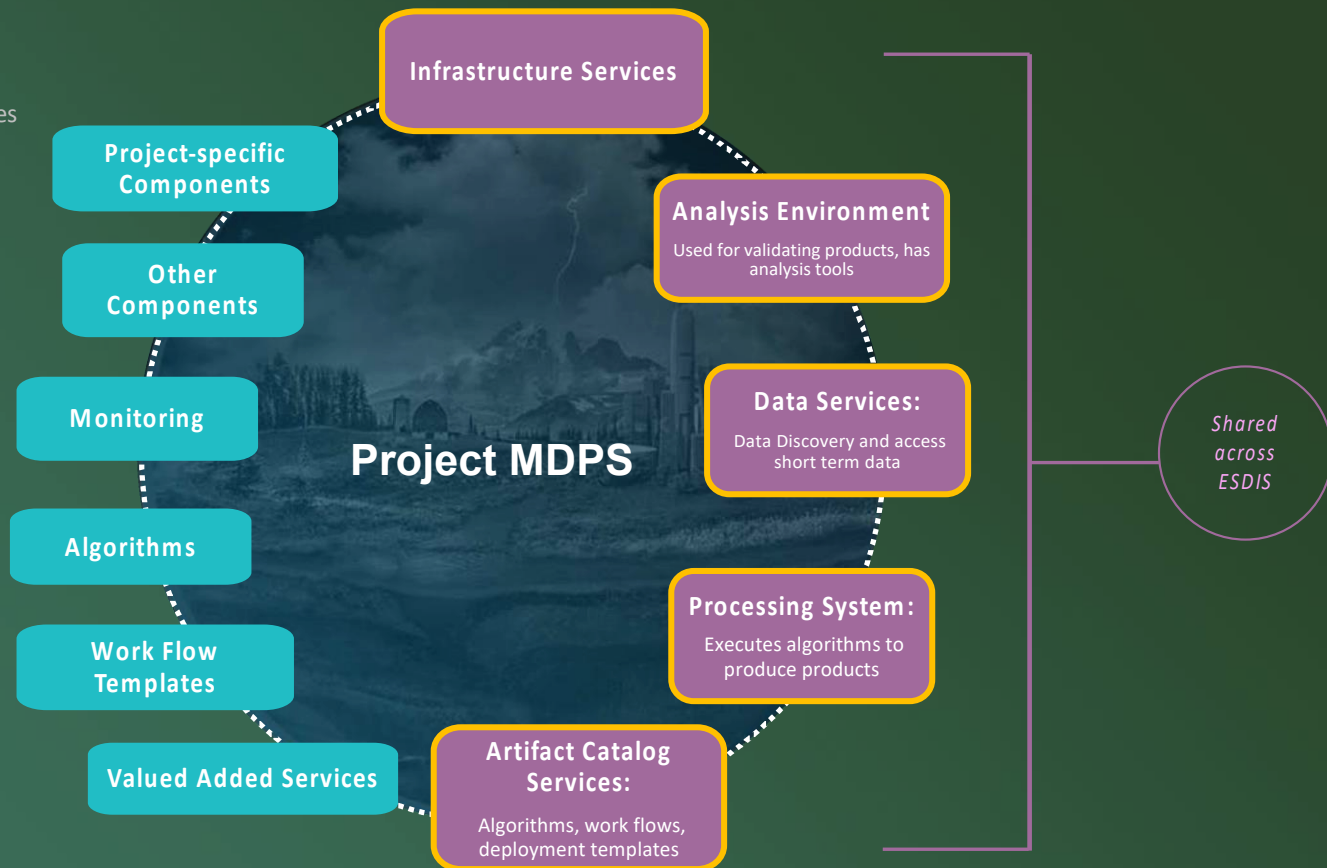 Infrastructure Services
es
Project-specific
Components
Other
Components
Monitoring
Algorithms
Work Flow
Templates
Valued Added Services
Project MDPS
Analysis Environment
Used for validating products, has
analysis tools
Data Services:
Data Discovery and access
short term data
Processing System:
Executes algorithms to
produce products
Artifact Catalog
Services:
Algorithms, work flows,
deployment templates
Shared
across
ESDIS